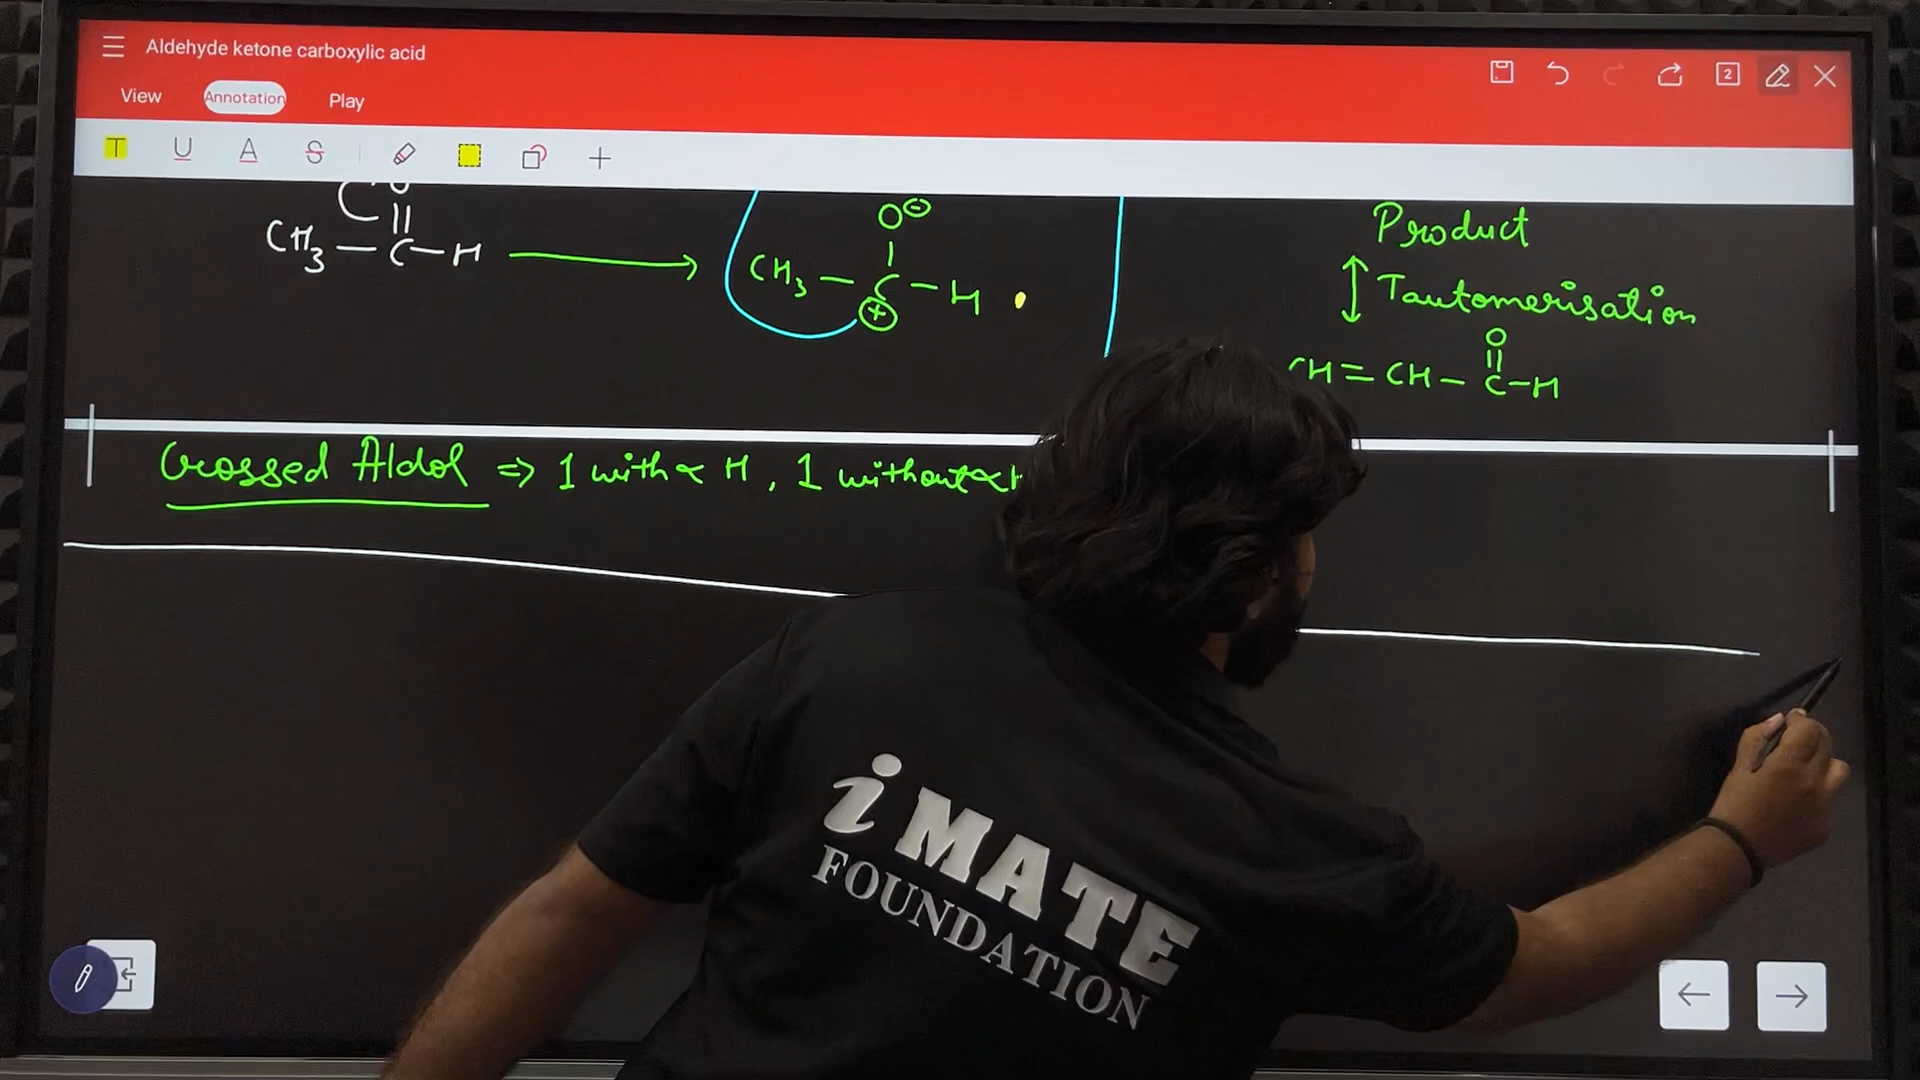 Aldehyde ketone carboxylic acid
2
View Annotation Play
T U A S
O
CH3 — C — H
O⊖
CH3 — C — H
⊕
Product
Tautomerisation
O
CH = CH — C — H
Crossed Aldol ⇒ 1 with α H, 1 without α H
i MATE
FOUNDATION